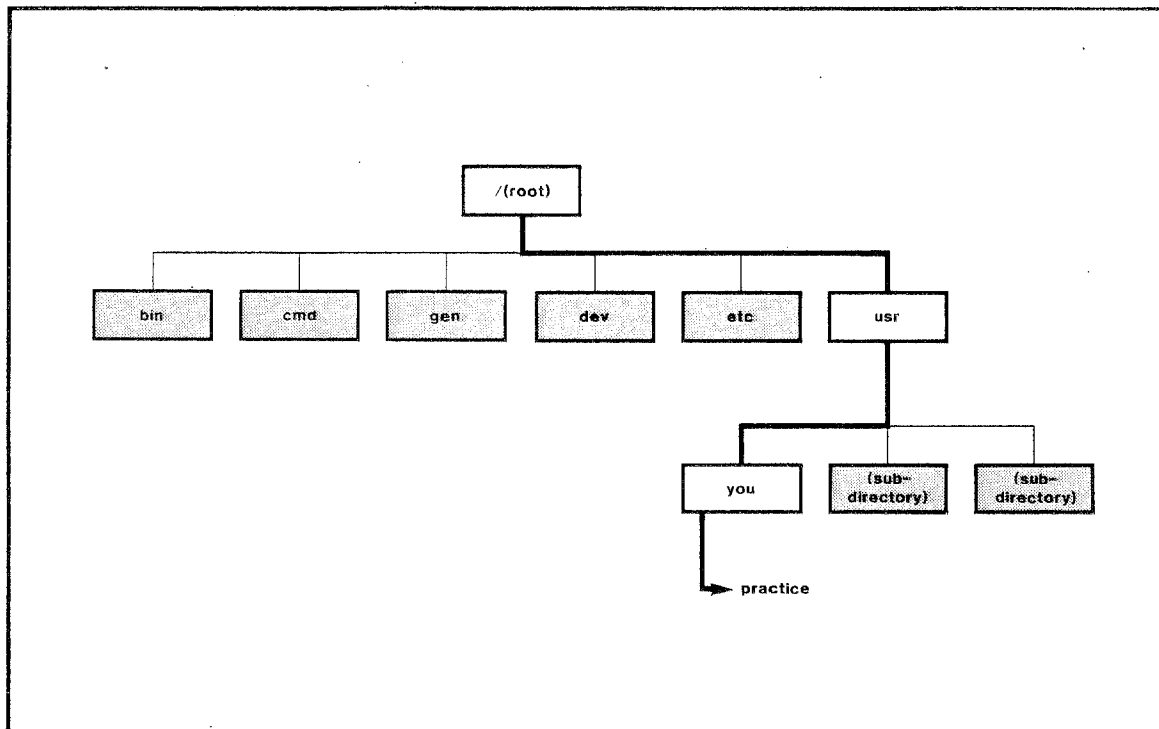 /(root)
bin
cmd
gen
dev
etc
usr
you
(sub-
directory)
(sub-
directory)
practice